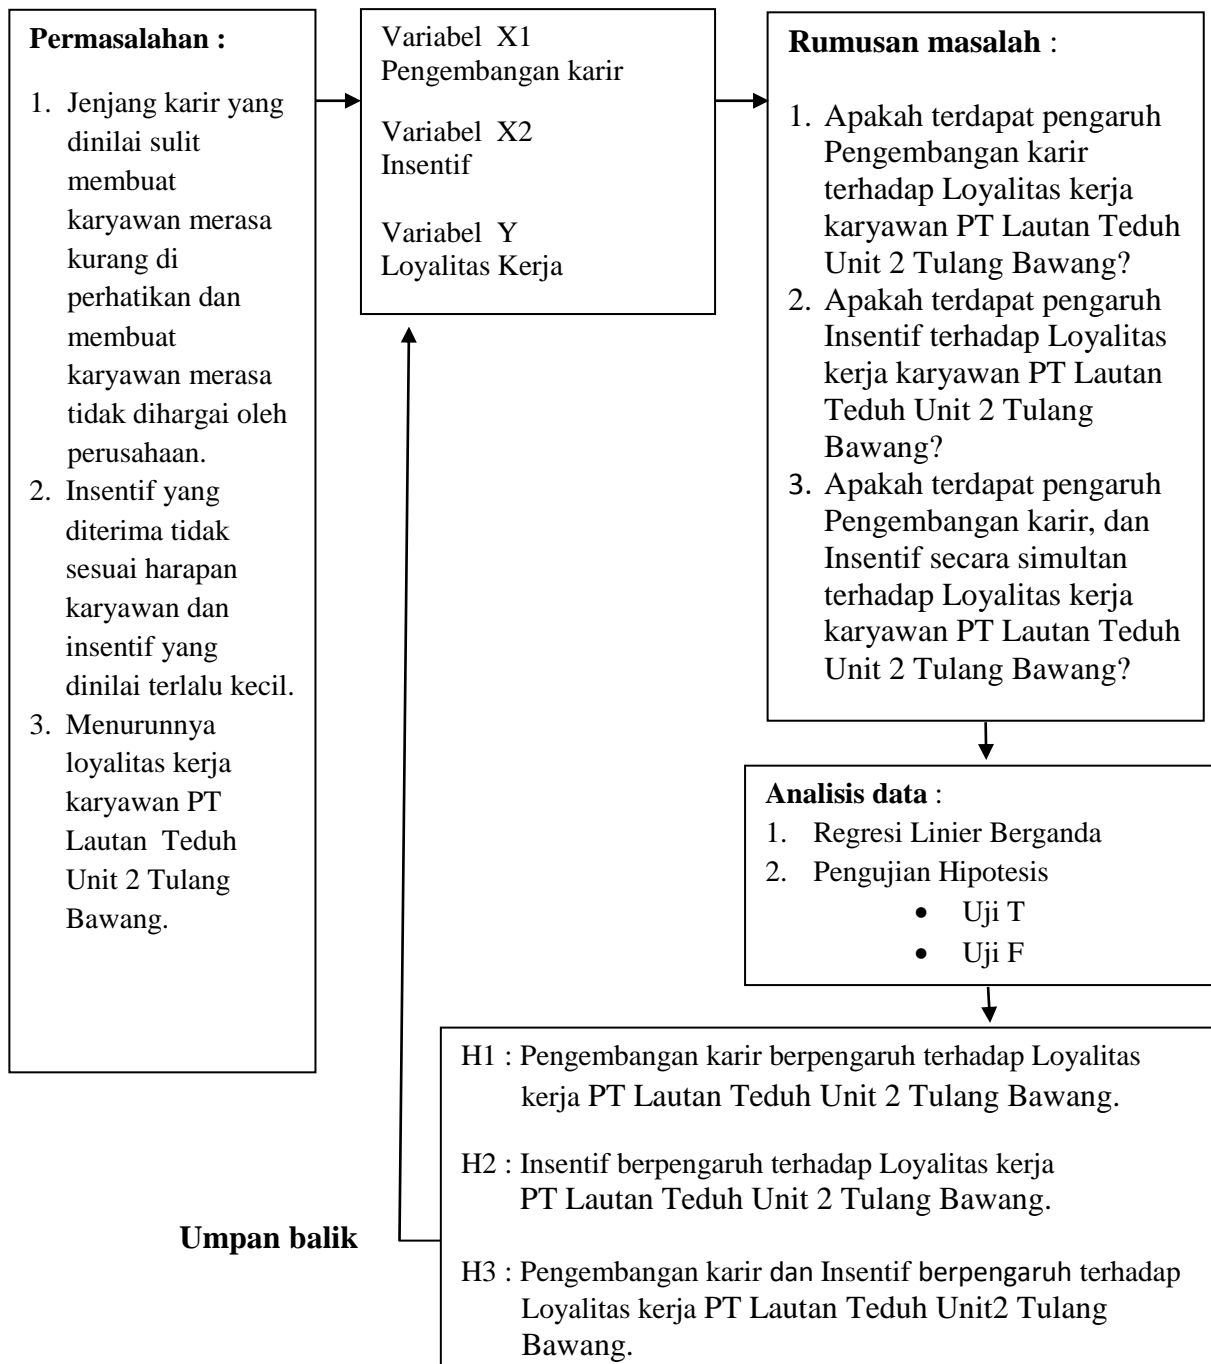 Permasalahan :
1. Jenjang karir yang
dinilai sulit
membuat
karyawan merasa
kurang di
perhatikan dan
membuat
karyawan merasa
tidak dihargai oleh
perusahaan.
2. Insentif yang
diterima tidak
sesuai harapan
karyawan dan
insentif yang
dinilai terlalu kecil.
3. Menurunnya
loyalitas kerja
karyawan PT
Lautan Teduh
Unit 2 Tulang
Bawang.
Variabel X1
Pengembangan karir
Variabel X2
Insentif
Variabel Y
Loyalitas Kerja
Rumusan masalah :
1. Apakah terdapat pengaruh
Pengembangan karir
terhadap Loyalitas kerja
karyawan PT Lautan Teduh
Unit 2 Tulang Bawang?
2. Apakah terdapat pengaruh
Insentif terhadap Loyalitas
kerja karyawan PT Lautan
Teduh Unit 2 Tulang
Bawang?
3. Apakah terdapat pengaruh
Pengembangan karir, dan
Insentif secara simultan
terhadap Loyalitas kerja
karyawan PT Lautan Teduh
Unit 2 Tulang Bawang?
Analisis data :
1. Regresi Linier Berganda
2. Pengujian Hipotesis
• Uji T
• Uji F
H1 : Pengembangan karir berpengaruh terhadap Loyalitas
kerja PT Lautan Teduh Unit 2 Tulang Bawang.
H2 : Insentif berpengaruh terhadap Loyalitas kerja
PT Lautan Teduh Unit 2 Tulang Bawang.
H3 : Pengembangan karir dan Insentif berpengaruh terhadap
Loyalitas kerja PT Lautan Teduh Unit2 Tulang
Bawang.
Umpan balik